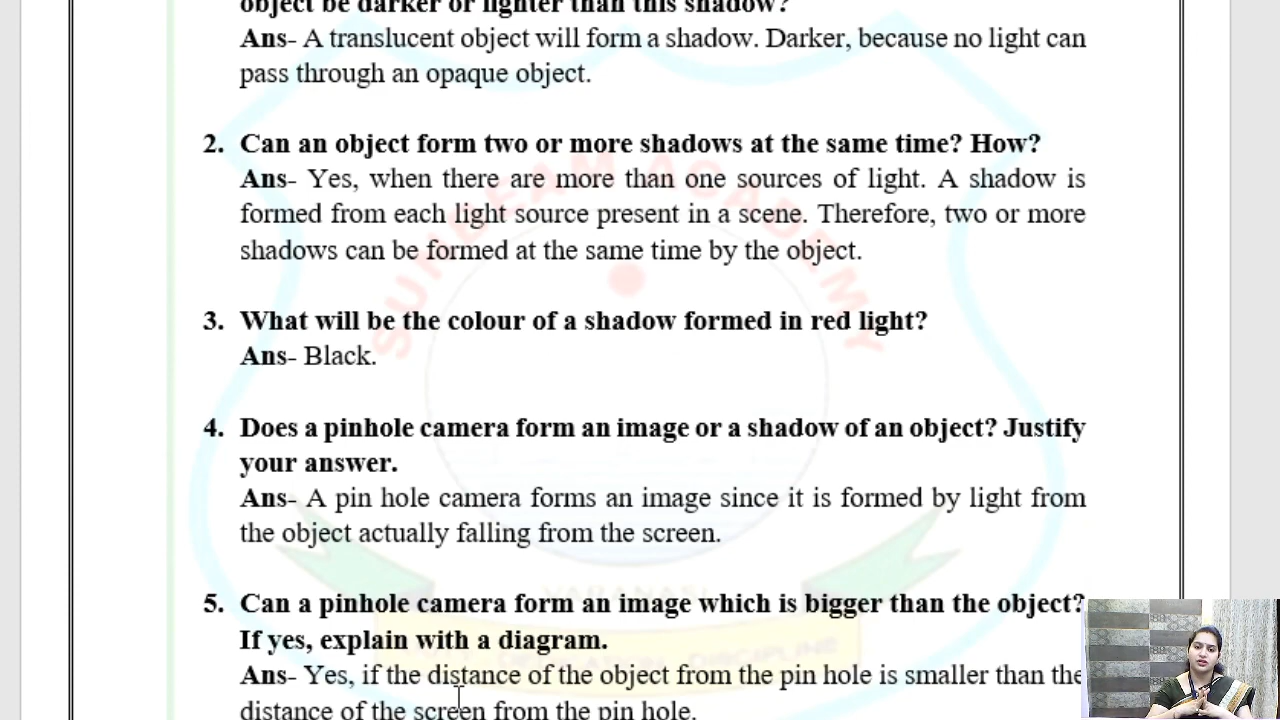 object be darker or lighter than this shadow?
Ans- A translucent object will form a shadow. Darker, because no light can
pass through an opaque object.
2. Can an object form two or more shadows at the same time? How?
Ans- Yes, when there are more than one sources of light. A shadow is
formed from each light source present in a scene. Therefore, two or more
shadows can be formed at the same time by the object.
3. What will be the colour of a shadow formed in red light?
Ans- Black.
4. Does a pinhole camera form an image or a shadow of an object? Justify
your answer.
Ans- A pin hole camera forms an image since it is formed by light from
the object actually falling from the screen.
5. Can a pinhole camera form an image which is bigger than the object?
If yes, explain with a diagram.
Ans- Yes, if the distance of the object from the pin hole is smaller than the
distance of the screen from the pin hole.
SUNBEAM ACADEMY
VARANASI
DISCIPLINE